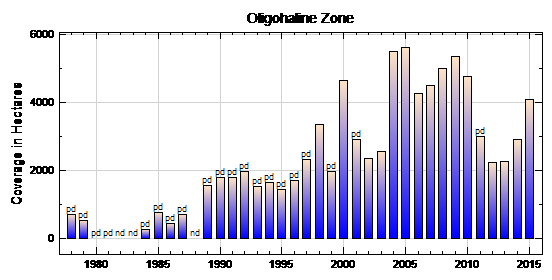 Oligohaline Zone
Coverage in Hectares
6000
4000
2000
0
pd
pd
pd
pd
nd
nd
pd
pd
pd
pd
nd
pd
pd
pd
pd
pd
pd
pd
pd
pd
pd
pd
pd
1980 1985 1990 1995 2000 2005 2010 2015